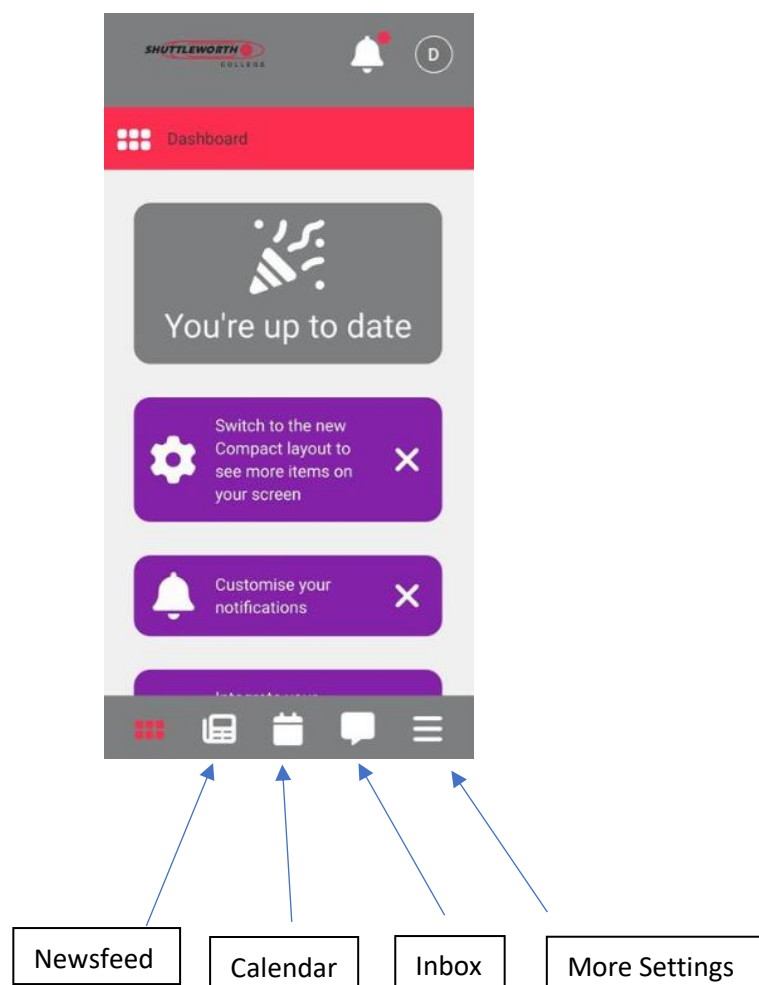 SHUTTLEWORTH
COLLEGE
D
Dashboard
You're up to date
Switch to the new
Compact layout to
see more items on
your screen
Customise your
notifications
Newsfeed
Calendar
Inbox
More Settings